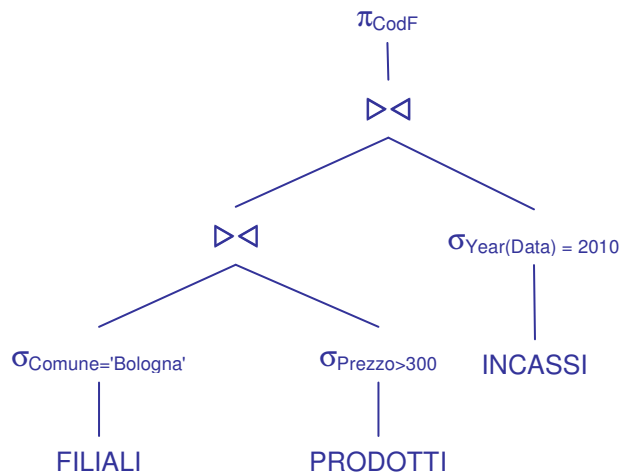 πCodF
▷◁
▷◁
σYear(Data) = 2010
σComune='Bologna'
σPrezzo>300
INCASSI
FILIALI
PRODOTTI